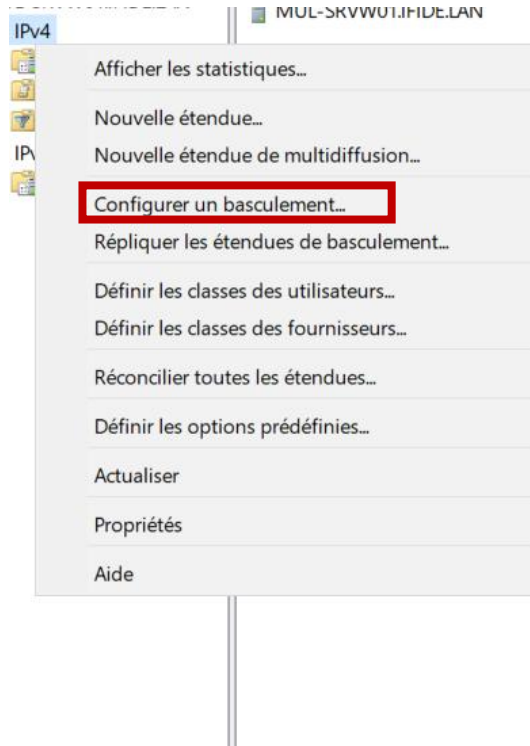 IPv4
MUL-SRVW01.IFIDE.LAN
Afficher les statistiques...
Nouvelle étendue...
Nouvelle étendue de multidiffusion...
Configurer un basculement...
Répliquer les étendues de basculement...
Définir les classes des utilisateurs...
Définir les classes des fournisseurs...
Réconcilier toutes les étendues...
Définir les options prédéfinies...
Actualiser
Propriétés
Aide